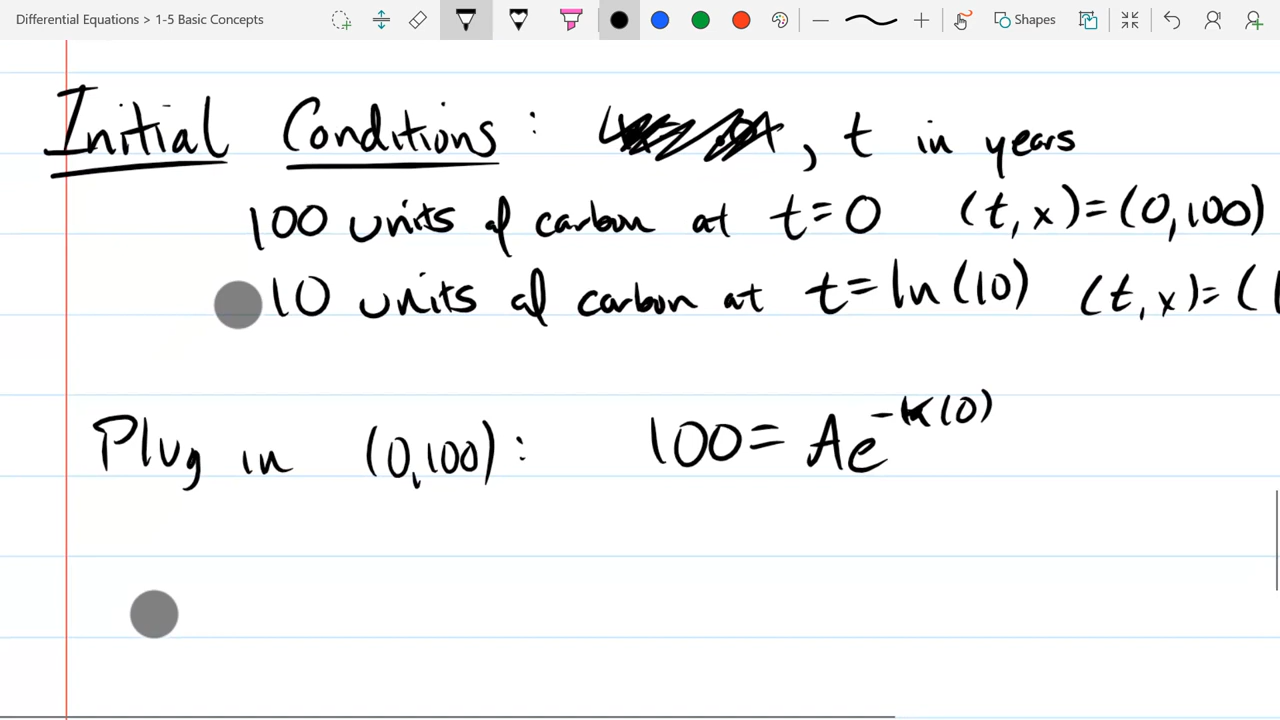 Differential Equations > 1-5 Basic Concepts
Shapes
Initial Conditions: , t in years
100 units of carbon at t=0 (t,x)=(0,100)
10 units of carbon at t=ln(10) (t,x)=(
Plug in (0,100): 100=Ae^-k(0)